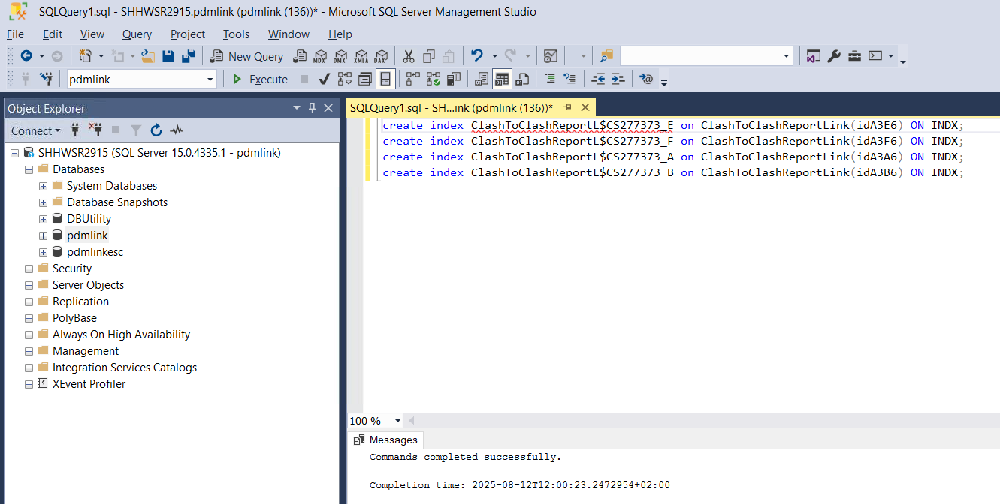 SQLQuery1.sql - SHHWSR2915.pdmlink (pdmlink (136))* - Microsoft SQL Server Management Studio
File Edit View Query Project Tools Window Help
New Query MDX DMX XMLA DAX
pdmlink Execute
Object Explorer
Connect
SHHWSR2915 (SQL Server 15.0.4335.1 - pdmlink)
Databases
System Databases
Database Snapshots
DBUtility
pdmlink
pdmlinkesc
Security
Server Objects
Replication
PolyBase
Always On High Availability
Management
Integration Services Catalogs
XEvent Profiler
SQLQuery1.sql - SH...ink (pdmlink (136))*
create index ClashToClashReportL$CS277373_E on ClashToClashReportLink(idA3E6) ON INDX;
create index ClashToClashReportL$CS277373_F on ClashToClashReportLink(idA3F6) ON INDX;
create index ClashToClashReportL$CS277373_A on ClashToClashReportLink(idA3A6) ON INDX;
create index ClashToClashReportL$CS277373_B on ClashToClashReportLink(idA3B6) ON INDX;
100 %
Messages
Commands completed successfully.
Completion time: 2025-08-12T12:00:23.2472954+02:00